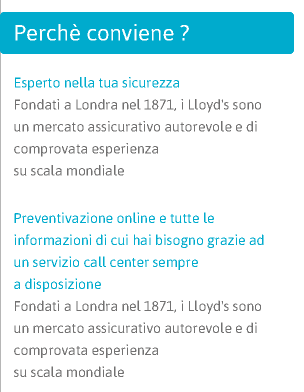 Perchè conviene ?
Esperto nella tua sicurezza
Fondati a Londra nel 1871, i Lloyd's sono
un mercato assicurativo autorevole e di
comprovata esperienza
su scala mondiale
Preventivazione online e tutte le
informazioni di cui hai bisogno grazie ad
un servizio call center sempre
a disposizione
Fondati a Londra nel 1871, i Lloyd's sono
un mercato assicurativo autorevole e di
comprovata esperienza
su scala mondiale